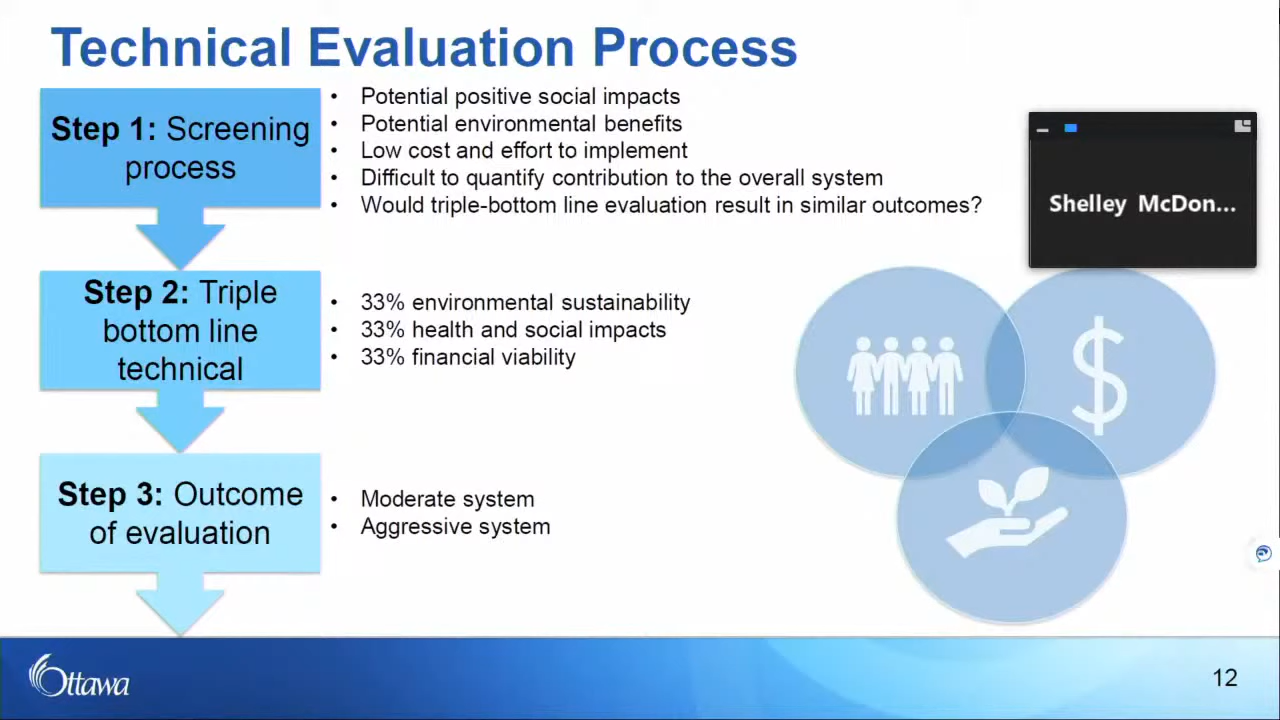 Technical Evaluation Process
Step 1: Screening
process
• Potential positive social impacts
• Potential environmental benefits
• Low cost and effort to implement
• Difficult to quantify contribution to the overall system
• Would triple-bottom line evaluation result in similar outcomes?
Shelley McDon...
Step 2: Triple
bottom line
technical
• 33% environmental sustainability
• 33% health and social impacts
• 33% financial viability
$
Step 3: Outcome
of evaluation
• Moderate system
• Aggressive system
Ottawa
12